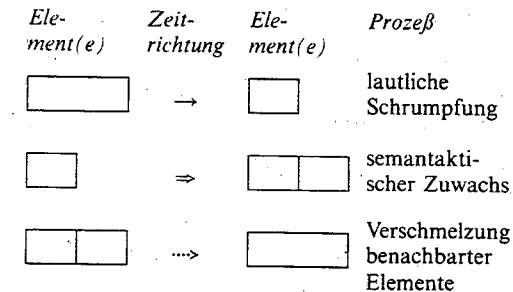 Ele- Zeit- Ele- Prozeß
ment(e) richtung ment(e)
lautliche
→ Schrumpfung
semantakti-
⇒ scher Zuwachs
Verschmelzung
····> benachbarter
Elemente